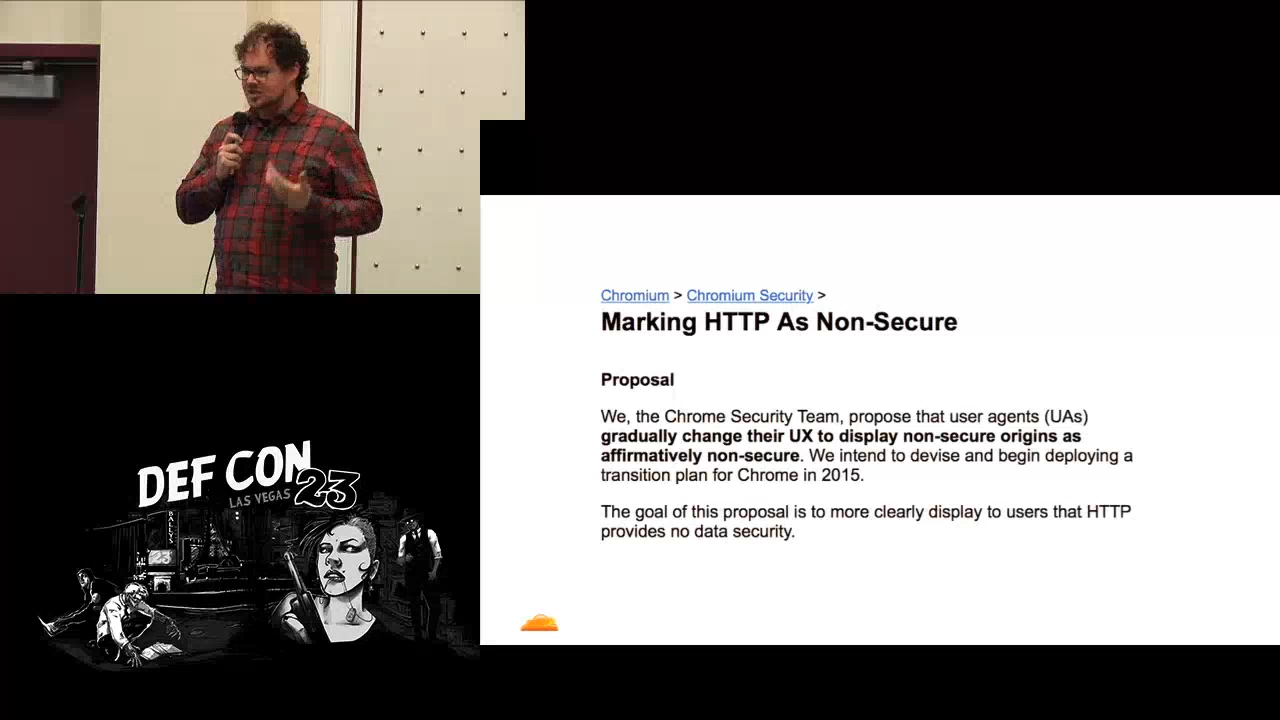 Chromium > Chromium Security >
Marking HTTP As Non-Secure
Proposal
We, the Chrome Security Team, propose that user agents (UAs)
gradually change their UX to display non-secure origins as
affirmatively non-secure. We intend to devise and begin deploying a
transition plan for Chrome in 2015.
The goal of this proposal is to more clearly display to users that HTTP
provides no data security.
DEF CON
LAS VEGAS 23
BALLY'S
23